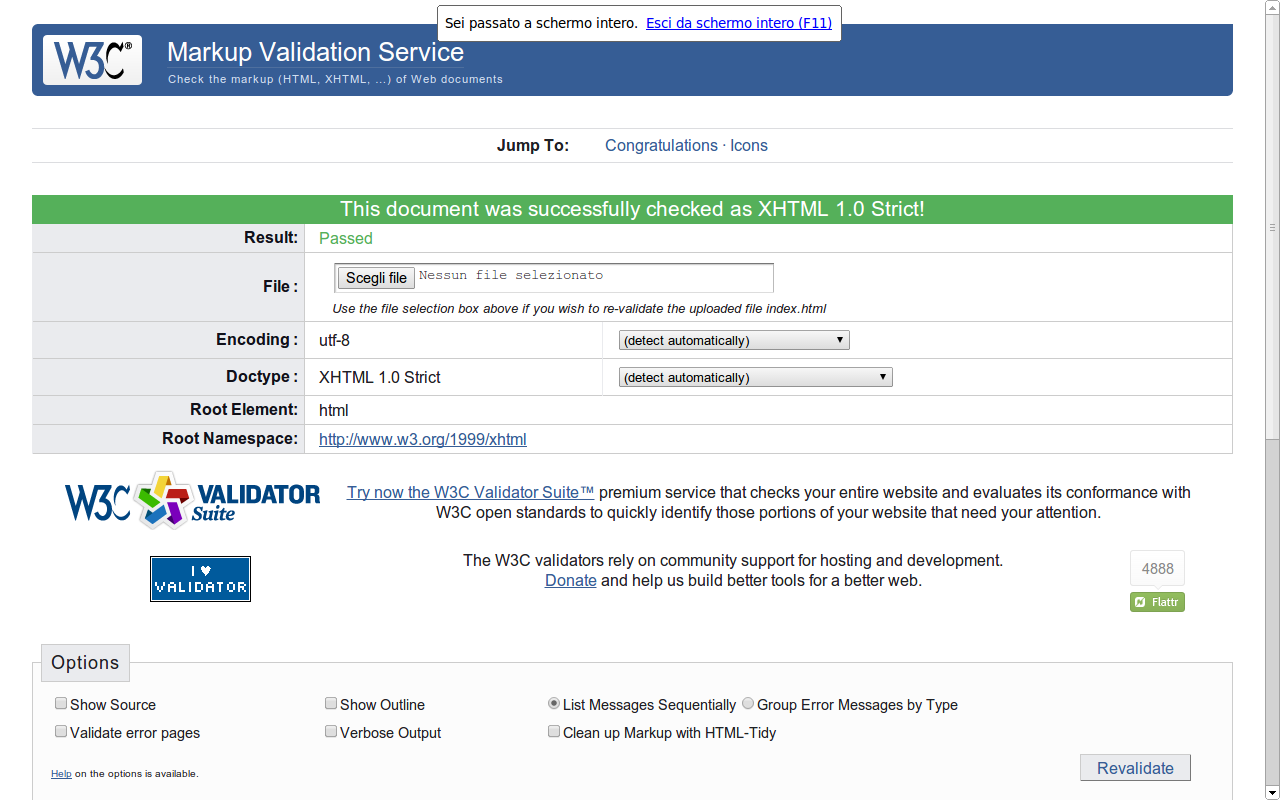 Sei passato a schermo intero. Esci da schermo intero (F11)
W3C®
Markup Validation Service
Check the markup (HTML, XHTML, ...) of Web documents
Jump To: Congratulations · Icons
This document was successfully checked as XHTML 1.0 Strict!
Result: Passed
File : Scegli file Nessun file selezionato
Use the file selection box above if you wish to re-validate the uploaded file index.html
Encoding : utf-8 (detect automatically)
Doctype : XHTML 1.0 Strict (detect automatically)
Root Element: html
Root Namespace: http://www.w3.org/1999/xhtml
W3C VALIDATOR Suite
Try now the W3C Validator Suite™ premium service that checks your entire website and evaluates its conformance with
W3C open standards to quickly identify those portions of your website that need your attention.
I ♥
VALIDATOR
The W3C validators rely on community support for hosting and development.
Donate and help us build better tools for a better web.
4888
Flattr
Options
Show Source Show Outline List Messages Sequentially Group Error Messages by Type
Validate error pages Verbose Output Clean up Markup with HTML-Tidy
Help on the options is available.
Revalidate